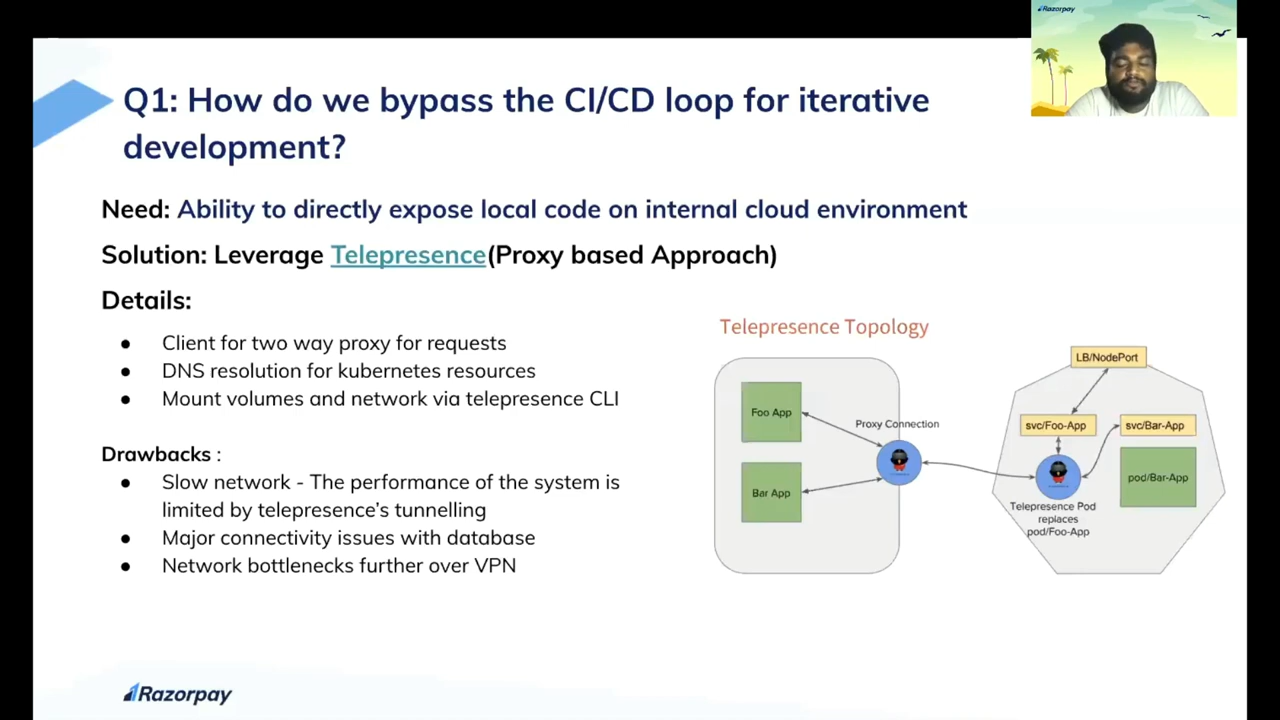 Razorpay
Q1: How do we bypass the CI/CD loop for iterative
development?
Need: Ability to directly expose local code on internal cloud environment
Solution: Leverage Telepresence(Proxy based Approach)
Details:
● Client for two way proxy for requests
● DNS resolution for kubernetes resources
● Mount volumes and network via telepresence CLI
Drawbacks :
● Slow network - The performance of the system is
limited by telepresence's tunnelling
● Major connectivity issues with database
● Network bottlenecks further over VPN
Telepresence Topology
Foo App
Bar App
Proxy Connection
LB/NodePort
svc/Foo-App
svc/Bar-App
pod/Bar-App
Telepresence Pod
replaces
pod/Foo-App
Razorpay